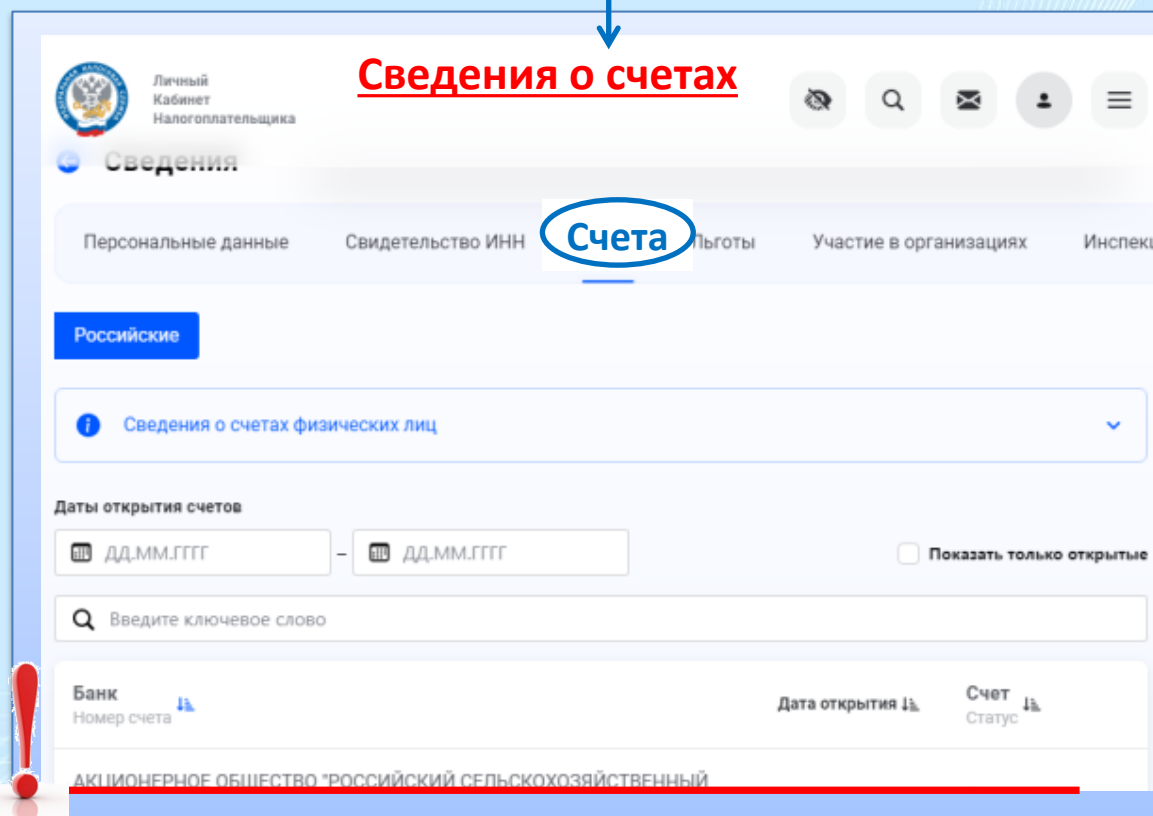 Сведения о счетах
Личный
Кабинет
Налогоплательщика
Сведения
Персональные данные Свидетельство ИНН Счета Льготы Участие в организациях Инспекц
Российские
Сведения о счетах физических лиц
Даты открытия счетов
ДД.ММ.ГГГГ – ДД.ММ.ГГГГ Показать только открытые
Введите ключевое слово
Банк Дата открытия Счет
Номер счета Статус
АКЦИОНЕРНОЕ ОБЩЕСТВО "РОССИЙСКИЙ СЕЛЬСКОХОЗЯЙСТВЕННЫЙ